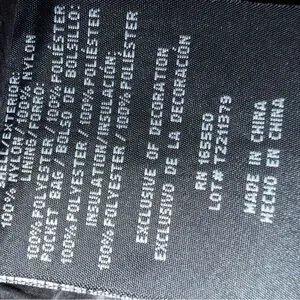 SHELL/EXTERIOR:
100% NYLON / 100% NYLON
LINING/FORRO:
100% POLYESTER / 100% POLIÉSTER
POCKET BAG / BOLSO DE BOLSILLO:
100% POLYESTER / 100% POLIÉSTER
INSULATION/INSULACIÓN:
100% POLYESTER / 100% POLIÉSTER
EXCLUSIVE OF DECORATION
EXCLUSIVO DE LA DECORACIÓN
RN 165550
LOT# T2211379
MADE IN CHINA
HECHO EN CHINA